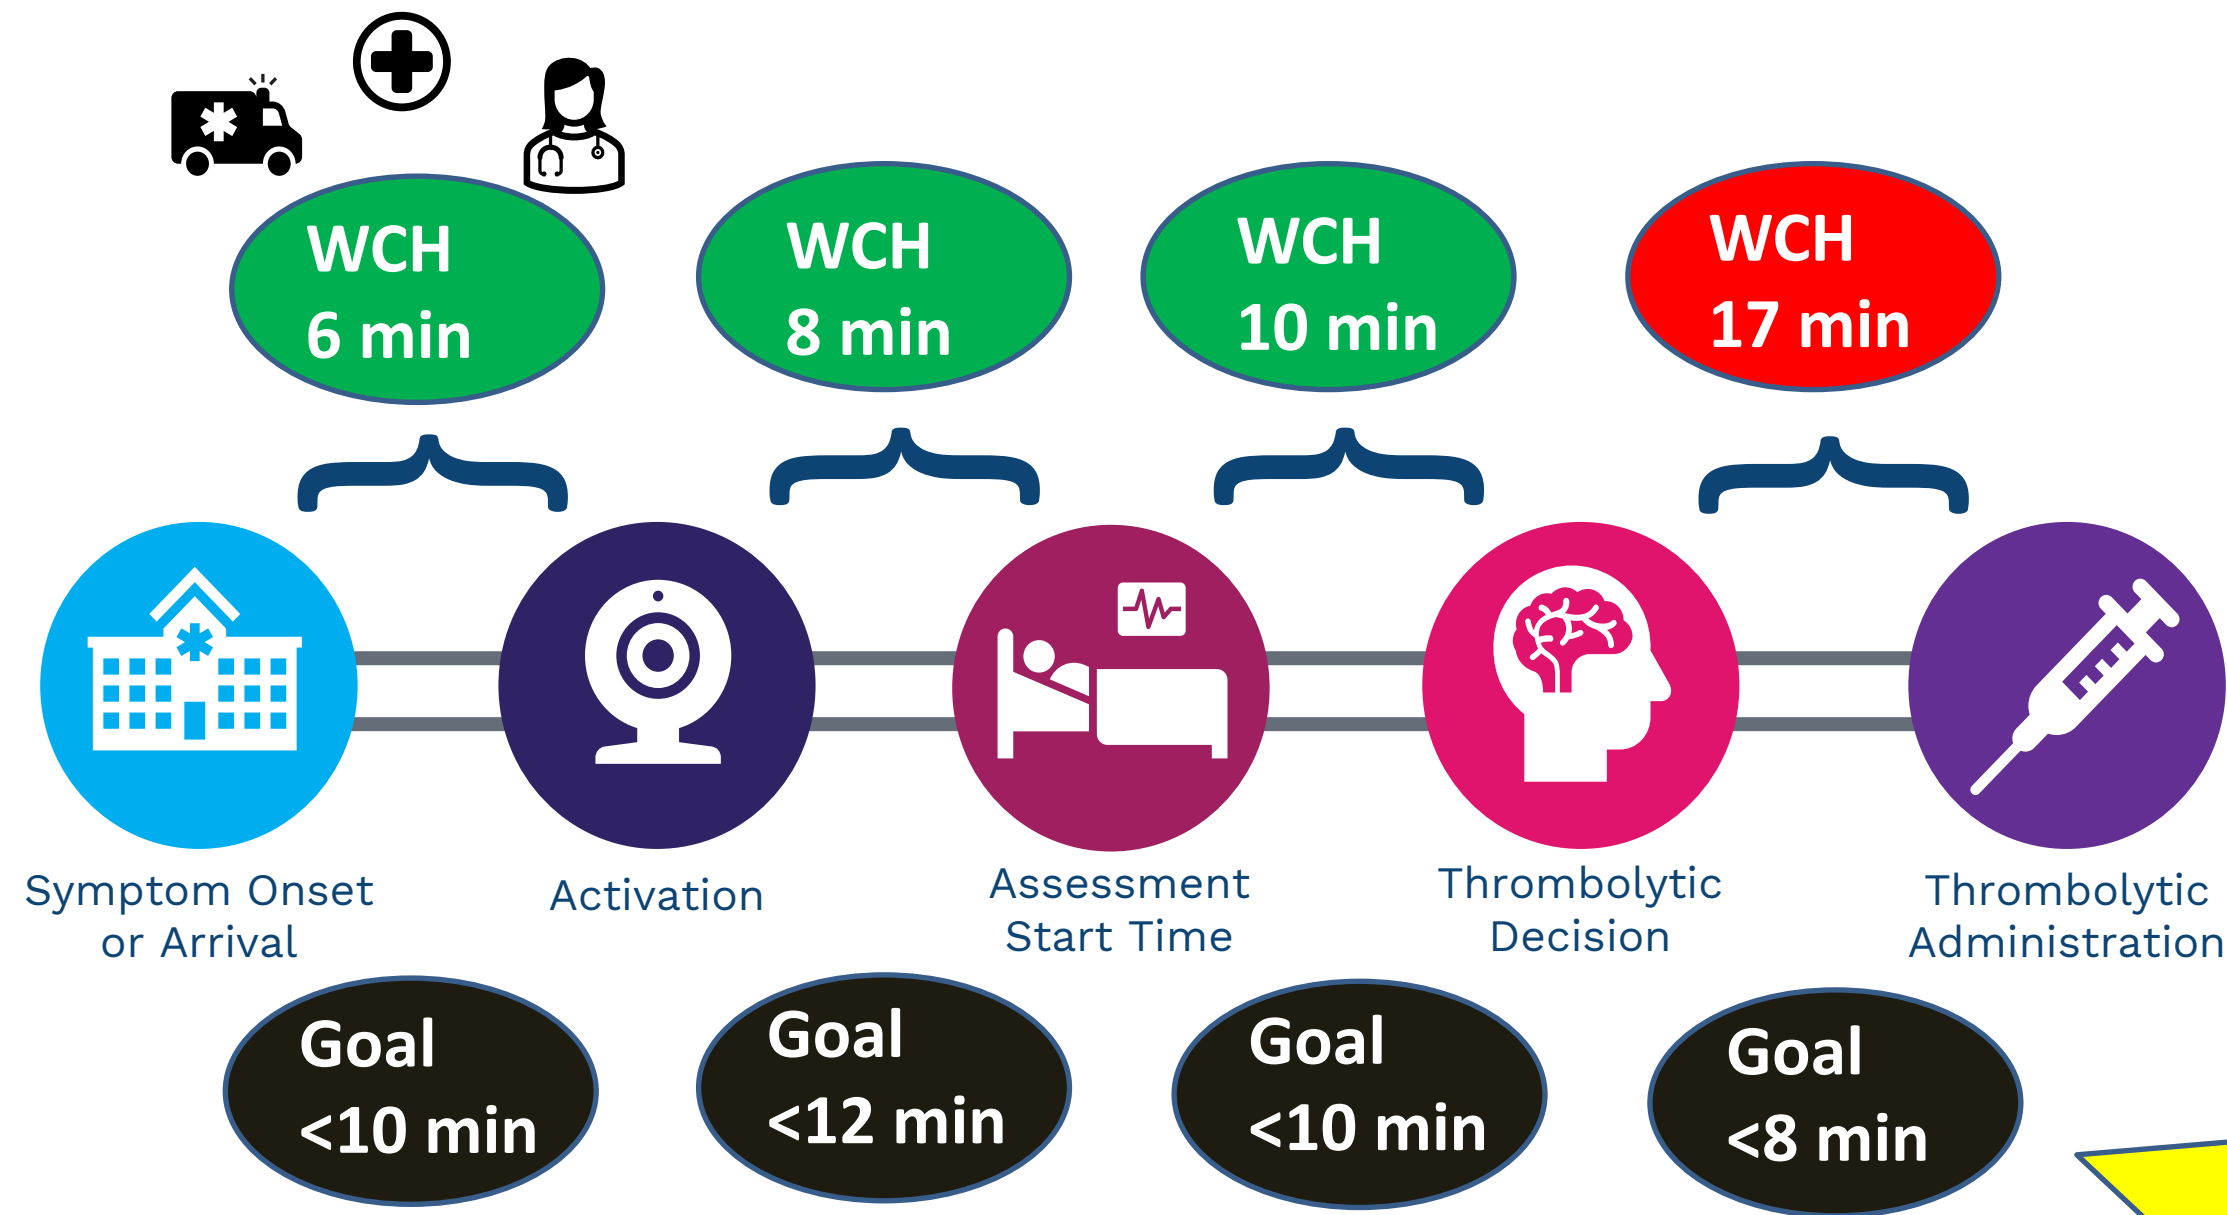 WCH
6 min
WCH
8 min
WCH
10 min
WCH
17 min
Symptom Onset
or Arrival
Activation
Assessment
Start Time
Thrombolytic
Decision
Thrombolytic
Administration
Goal
<10 min
Goal
<12 min
Goal
<10 min
Goal
<8 min